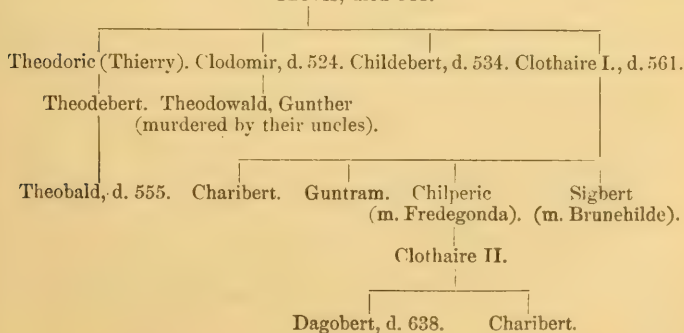 Theodoric (Thierry). Clodomir, d. 524. Childebert, d. 534. Clothaire I., d. 561.
Theodebert. Theodowald, Gunther
(murdered by their uncles).
Theobald, d. 555. Charibert. Guntram. Chilperic Sigbert
(m. Fredegonda). (m. Brunehilde).
Clothaire II.
Dagobert, d. 638. Charibert.